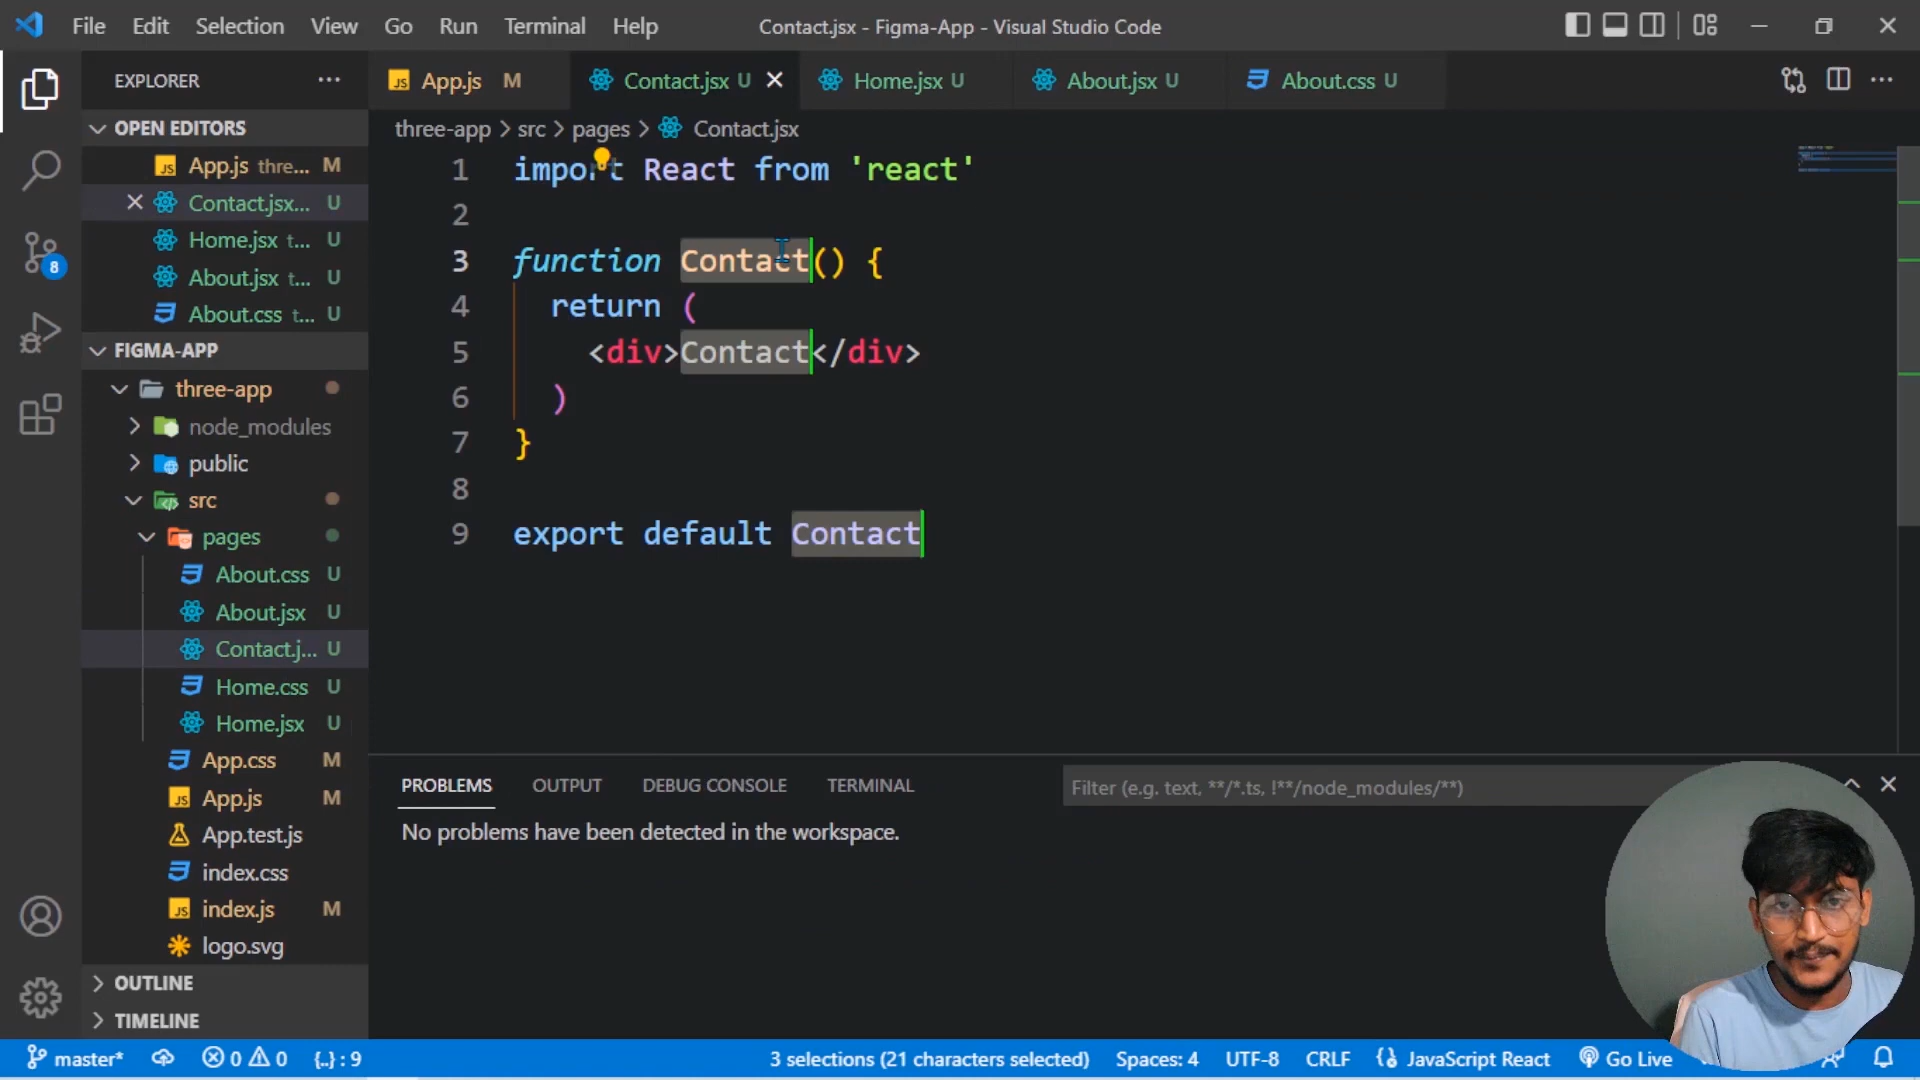 File Edit Selection View Go Run Terminal Help
Contact.jsx - Figma-App - Visual Studio Code
EXPLORER
App.js M
Contact.jsx U
Home.jsx U
About.jsx U
About.css U
OPEN EDITORS
App.js thre... M
Contact.jsx... U
Home.jsx t... U
About.jsx t... U
About.css t... U
FIGMA-APP
three-app
node_modules
public
src
pages
About.css U
About.jsx U
Contact.j... U
Home.css U
Home.jsx U
App.css M
App.js M
App.test.js
index.css
index.js M
logo.svg
OUTLINE
TIMELINE
three-app > src > pages > Contact.jsx
1 import React from 'react'
2
3 function Contact() {
4 return (
5 <div>Contact</div>
6 )
7 }
8
9 export default Contact
PROBLEMS OUTPUT DEBUG CONSOLE TERMINAL
Filter (e.g. text, **/*.ts, !**/node_modules/**)
No problems have been detected in the workspace.
8
master* 0 0 {..} : 9
3 selections (21 characters selected) Spaces: 4 UTF-8 CRLF JavaScript React Go Live